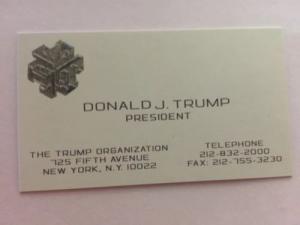 DONALD J. TRUMP
PRESIDENT
THE TRUMP ORGANIZATION
725 FIFTH AVENUE
NEW YORK, N.Y. 10022
TELEPHONE
212-832-2000
FAX: 212-755-3230